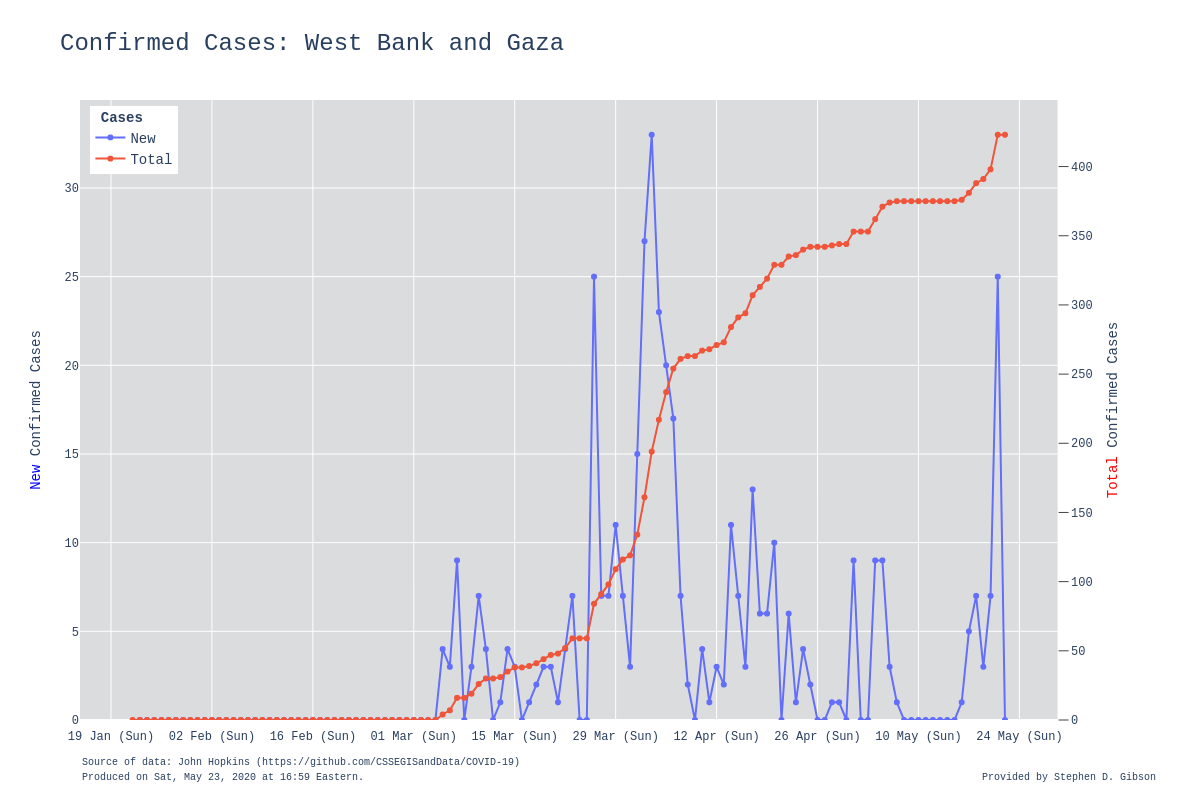 Confirmed Cases: West Bank and Gaza
Cases
New
Total
30
25
20
15
10
5
0
New Confirmed Cases
400
350
300
250
200
150
100
50
0
Total Confirmed Cases
19 Jan (Sun) 02 Feb (Sun) 16 Feb (Sun) 01 Mar (Sun) 15 Mar (Sun) 29 Mar (Sun) 12 Apr (Sun) 26 Apr (Sun) 10 May (Sun) 24 May (Sun)
Source of data: John Hopkins (https://github.com/CSSEGISandData/COVID-19)
Produced on Sat, May 23, 2020 at 16:59 Eastern.
Provided by Stephen D. Gibson